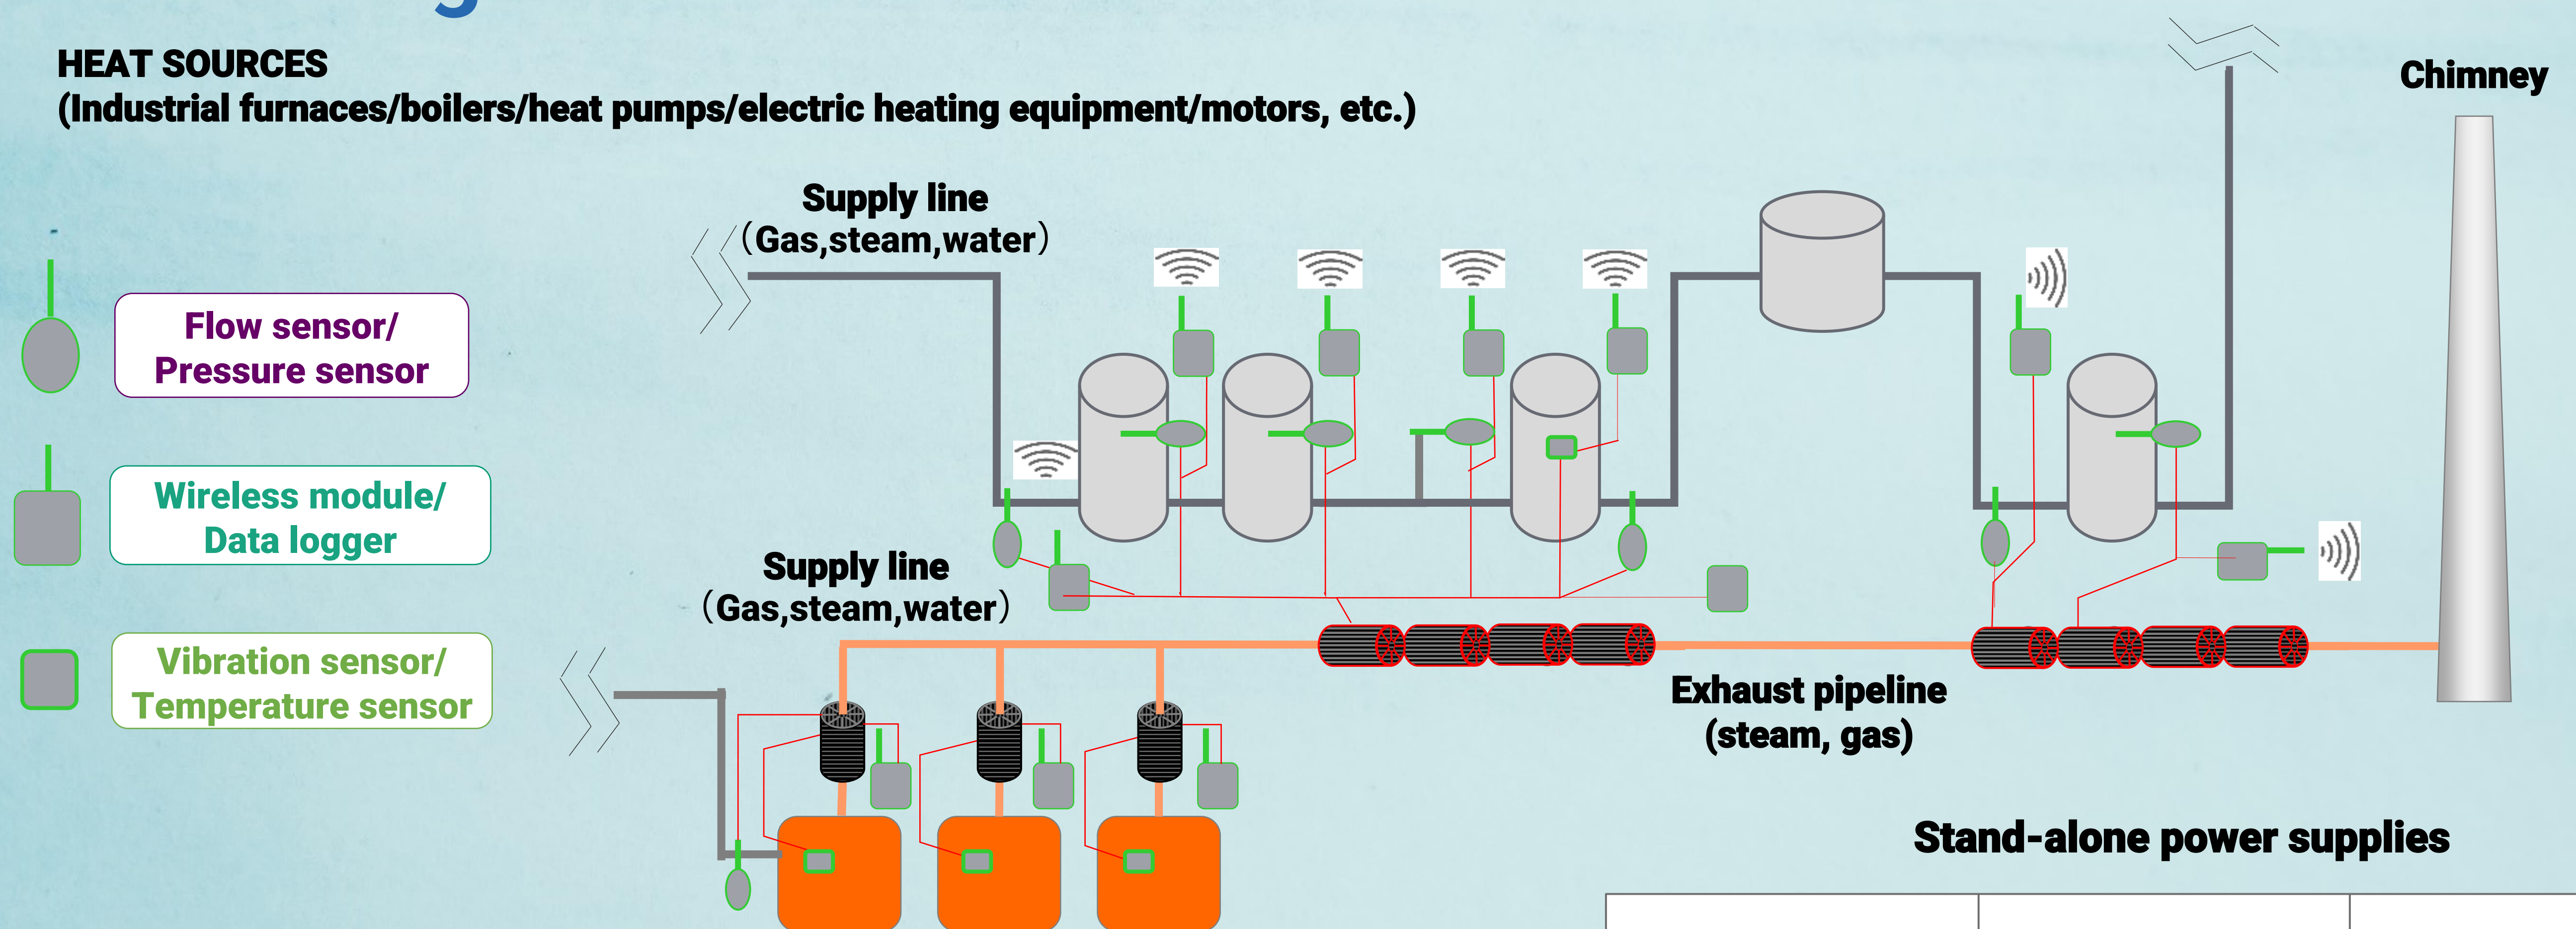 HEAT SOURCES
(Industrial furnaces/boilers/heat pumps/electric heating equipment/motors, etc.)
Chimney
Supply line
（Gas,steam,water）
Flow sensor/
Pressure sensor
Wireless module/
Data logger
Supply line
（Gas,steam,water）
Vibration sensor/
Temperature sensor
Exhaust pipeline
(steam, gas)
Stand-alone power supplies